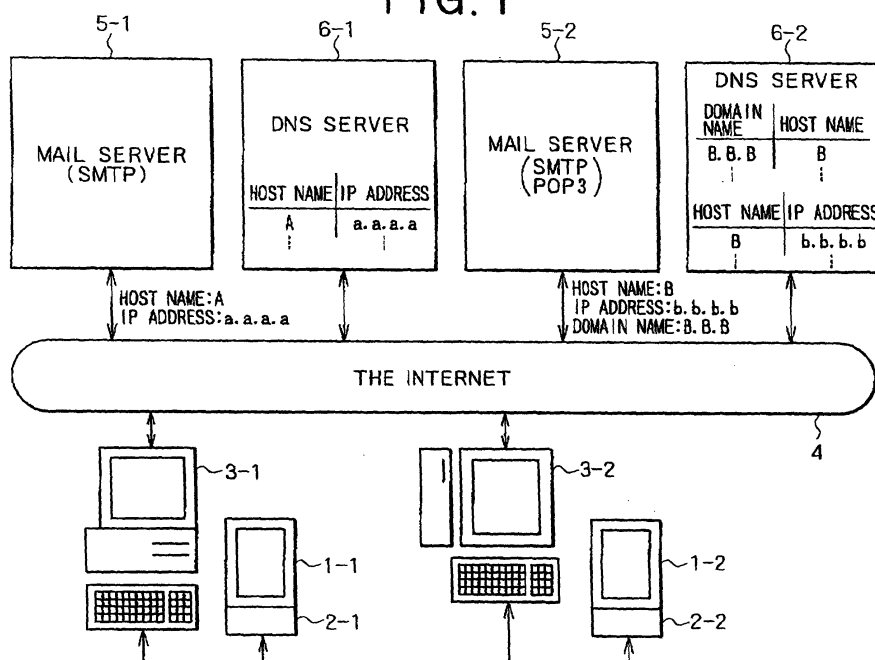 FIG. 1
5-1
6-1
5-2
6-2
MAIL SERVER
(SMTP)
DNS SERVER
HOST NAME IP ADDRESS
A a.a.a.a
MAIL SERVER
(SMTP
POP3)
DNS SERVER
DOMAIN
NAME HOST NAME
B.B.B B
HOST NAME IP ADDRESS
B b.b.b.b
HOST NAME:A
IP ADDRESS:a.a.a.a
HOST NAME:B
IP ADDRESS:b.b.b.b
DOMAIN NAME:B.B.B
THE INTERNET
4
3-1
3-2
1-1
1-2
2-1
2-2